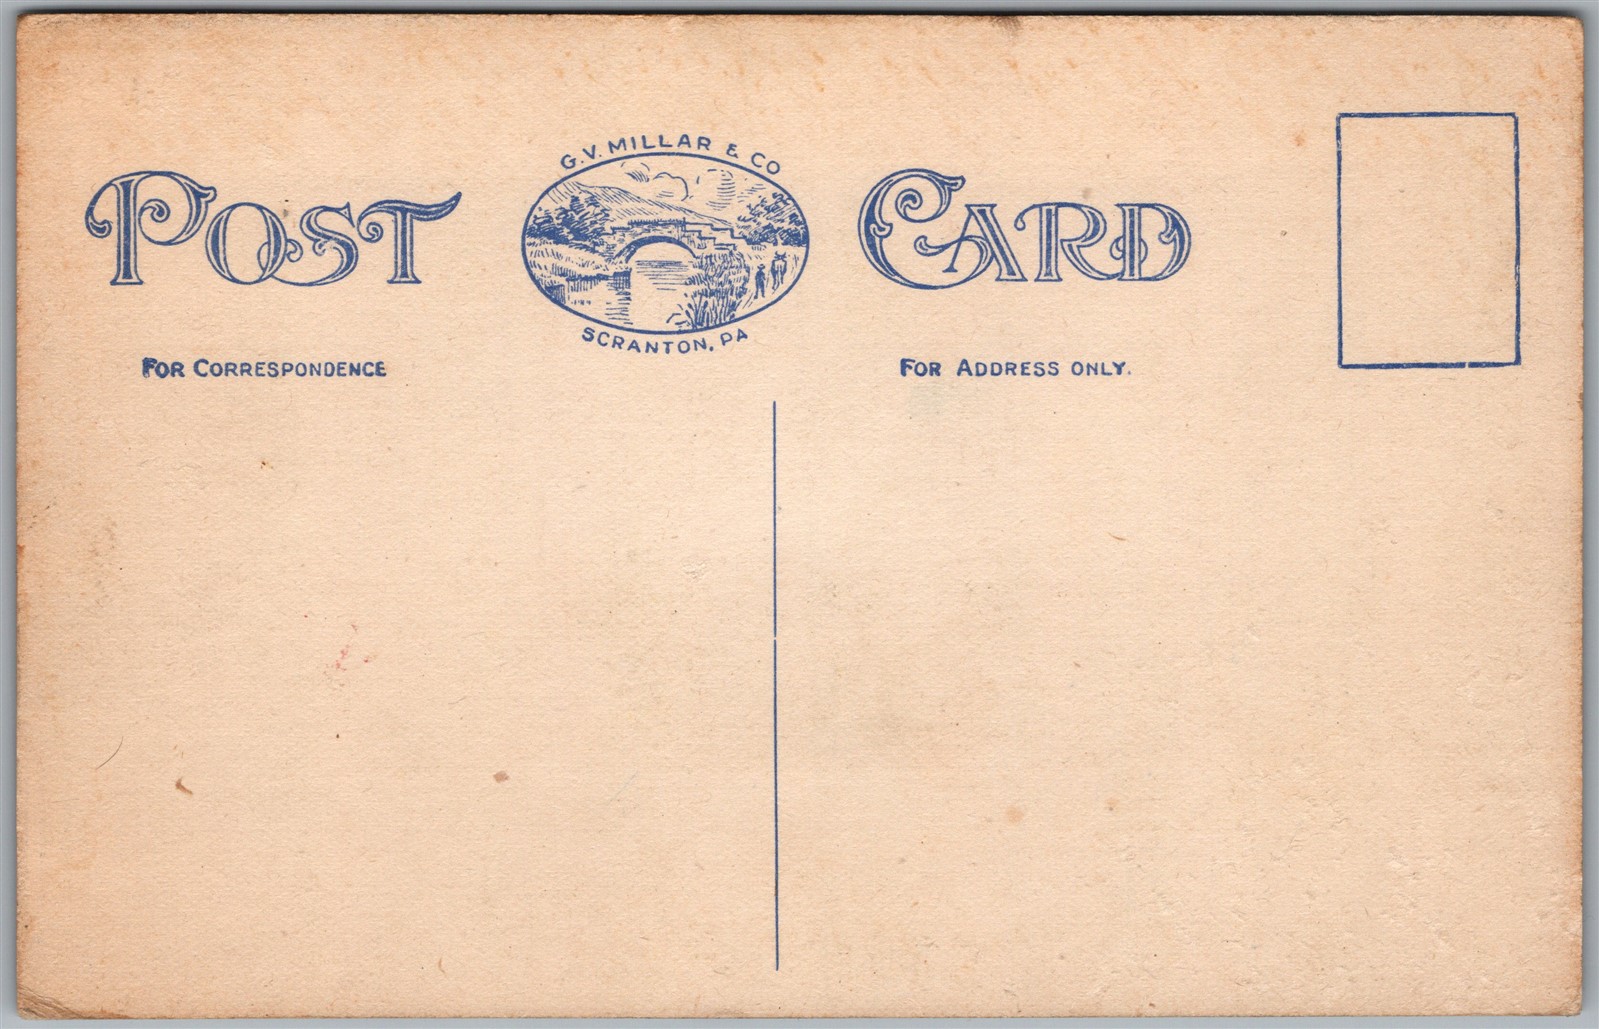 POST CARD
G.V. MILLAR & CO
SCRANTON, PA
FOR CORRESPONDENCE
FOR ADDRESS ONLY.